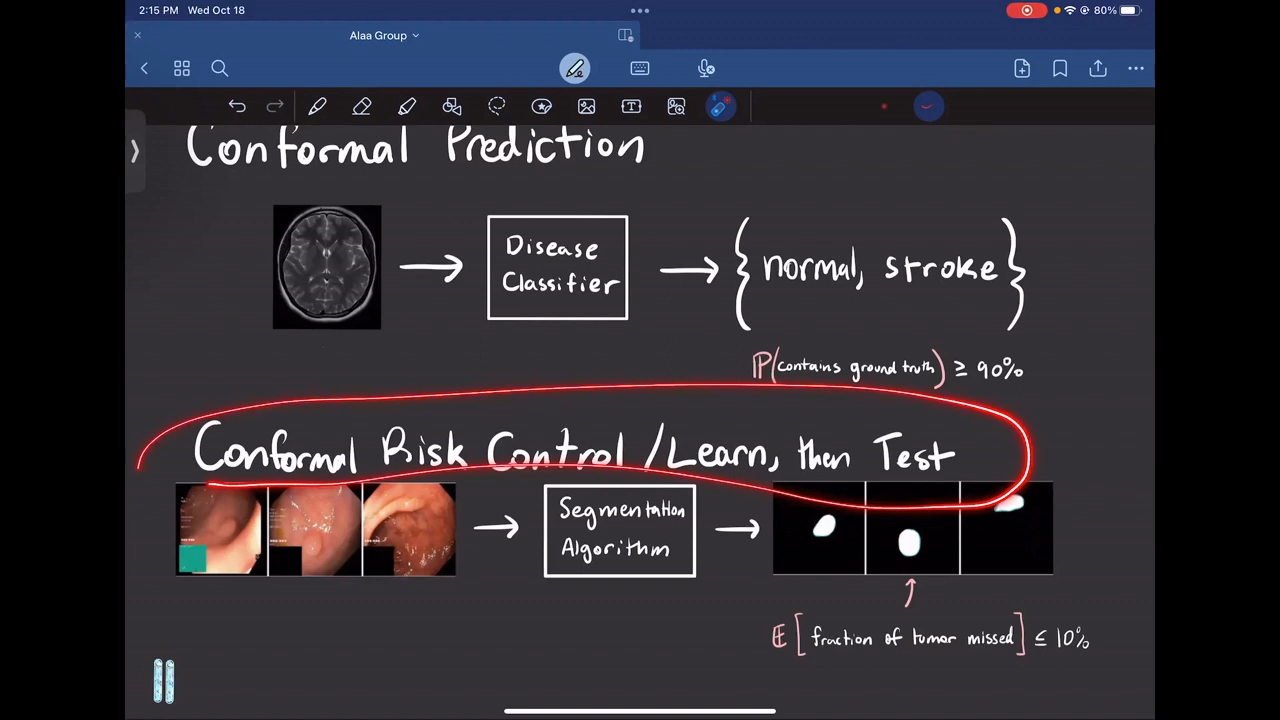 2:15 PM Wed Oct 18
80%
Alaa Group
Conformal Prediction
Disease
Classifier
{normal, stroke}
P(contains ground truth) ≥ 90%
Conformal Risk Control / Learn, then Test
Segmentation
Algorithm
E[fraction of tumor missed] ≤ 10%